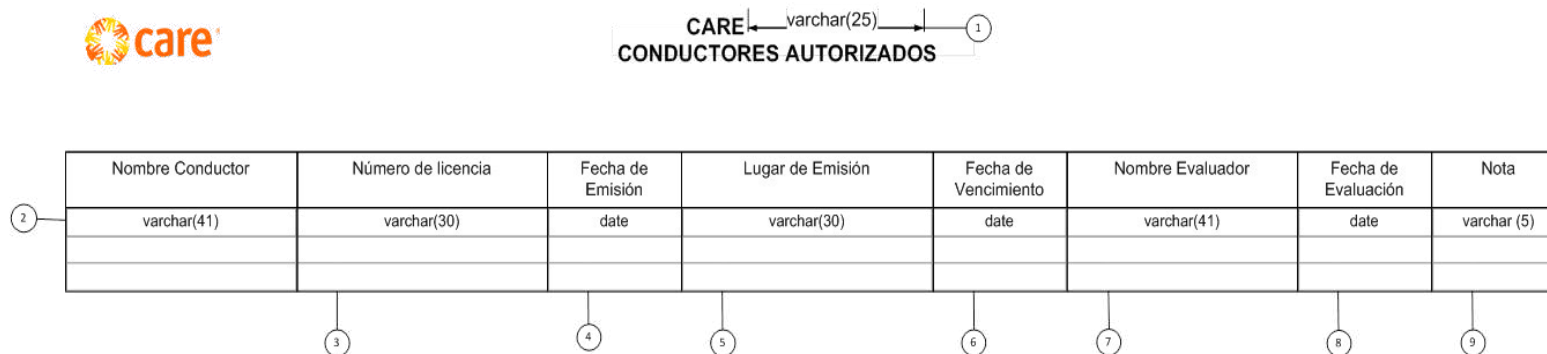 care
CARE varchar(25) 1
CONDUCTORES AUTORIZADOS
Nombre Conductor Número de licencia Fecha de Emisión Lugar de Emisión Fecha de Vencimiento Nombre Evaluador Fecha de Evaluación Nota
2 varchar(41) varchar(30) date varchar(30) date varchar(41) date varchar (5)
3 4 5 6 7 8 9